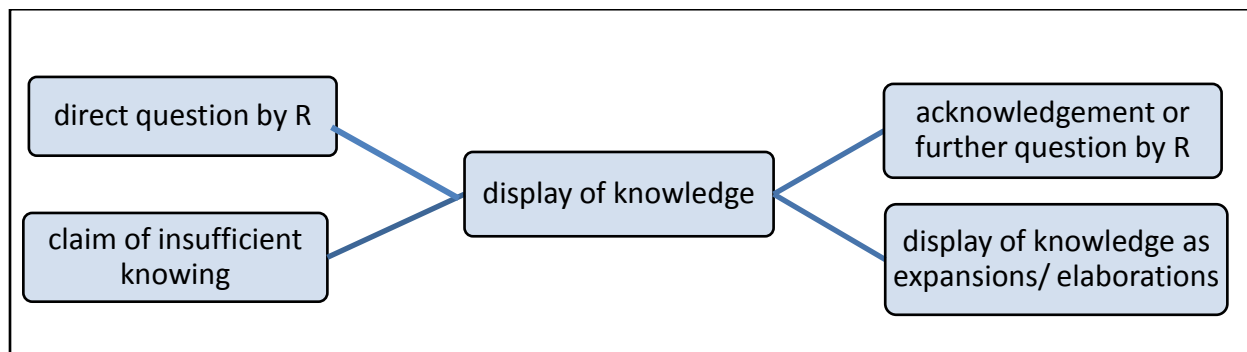 direct question by R
claim of insufficient
knowing
display of knowledge
acknowledgement or
further question by R
display of knowledge as
expansions/ elaborations